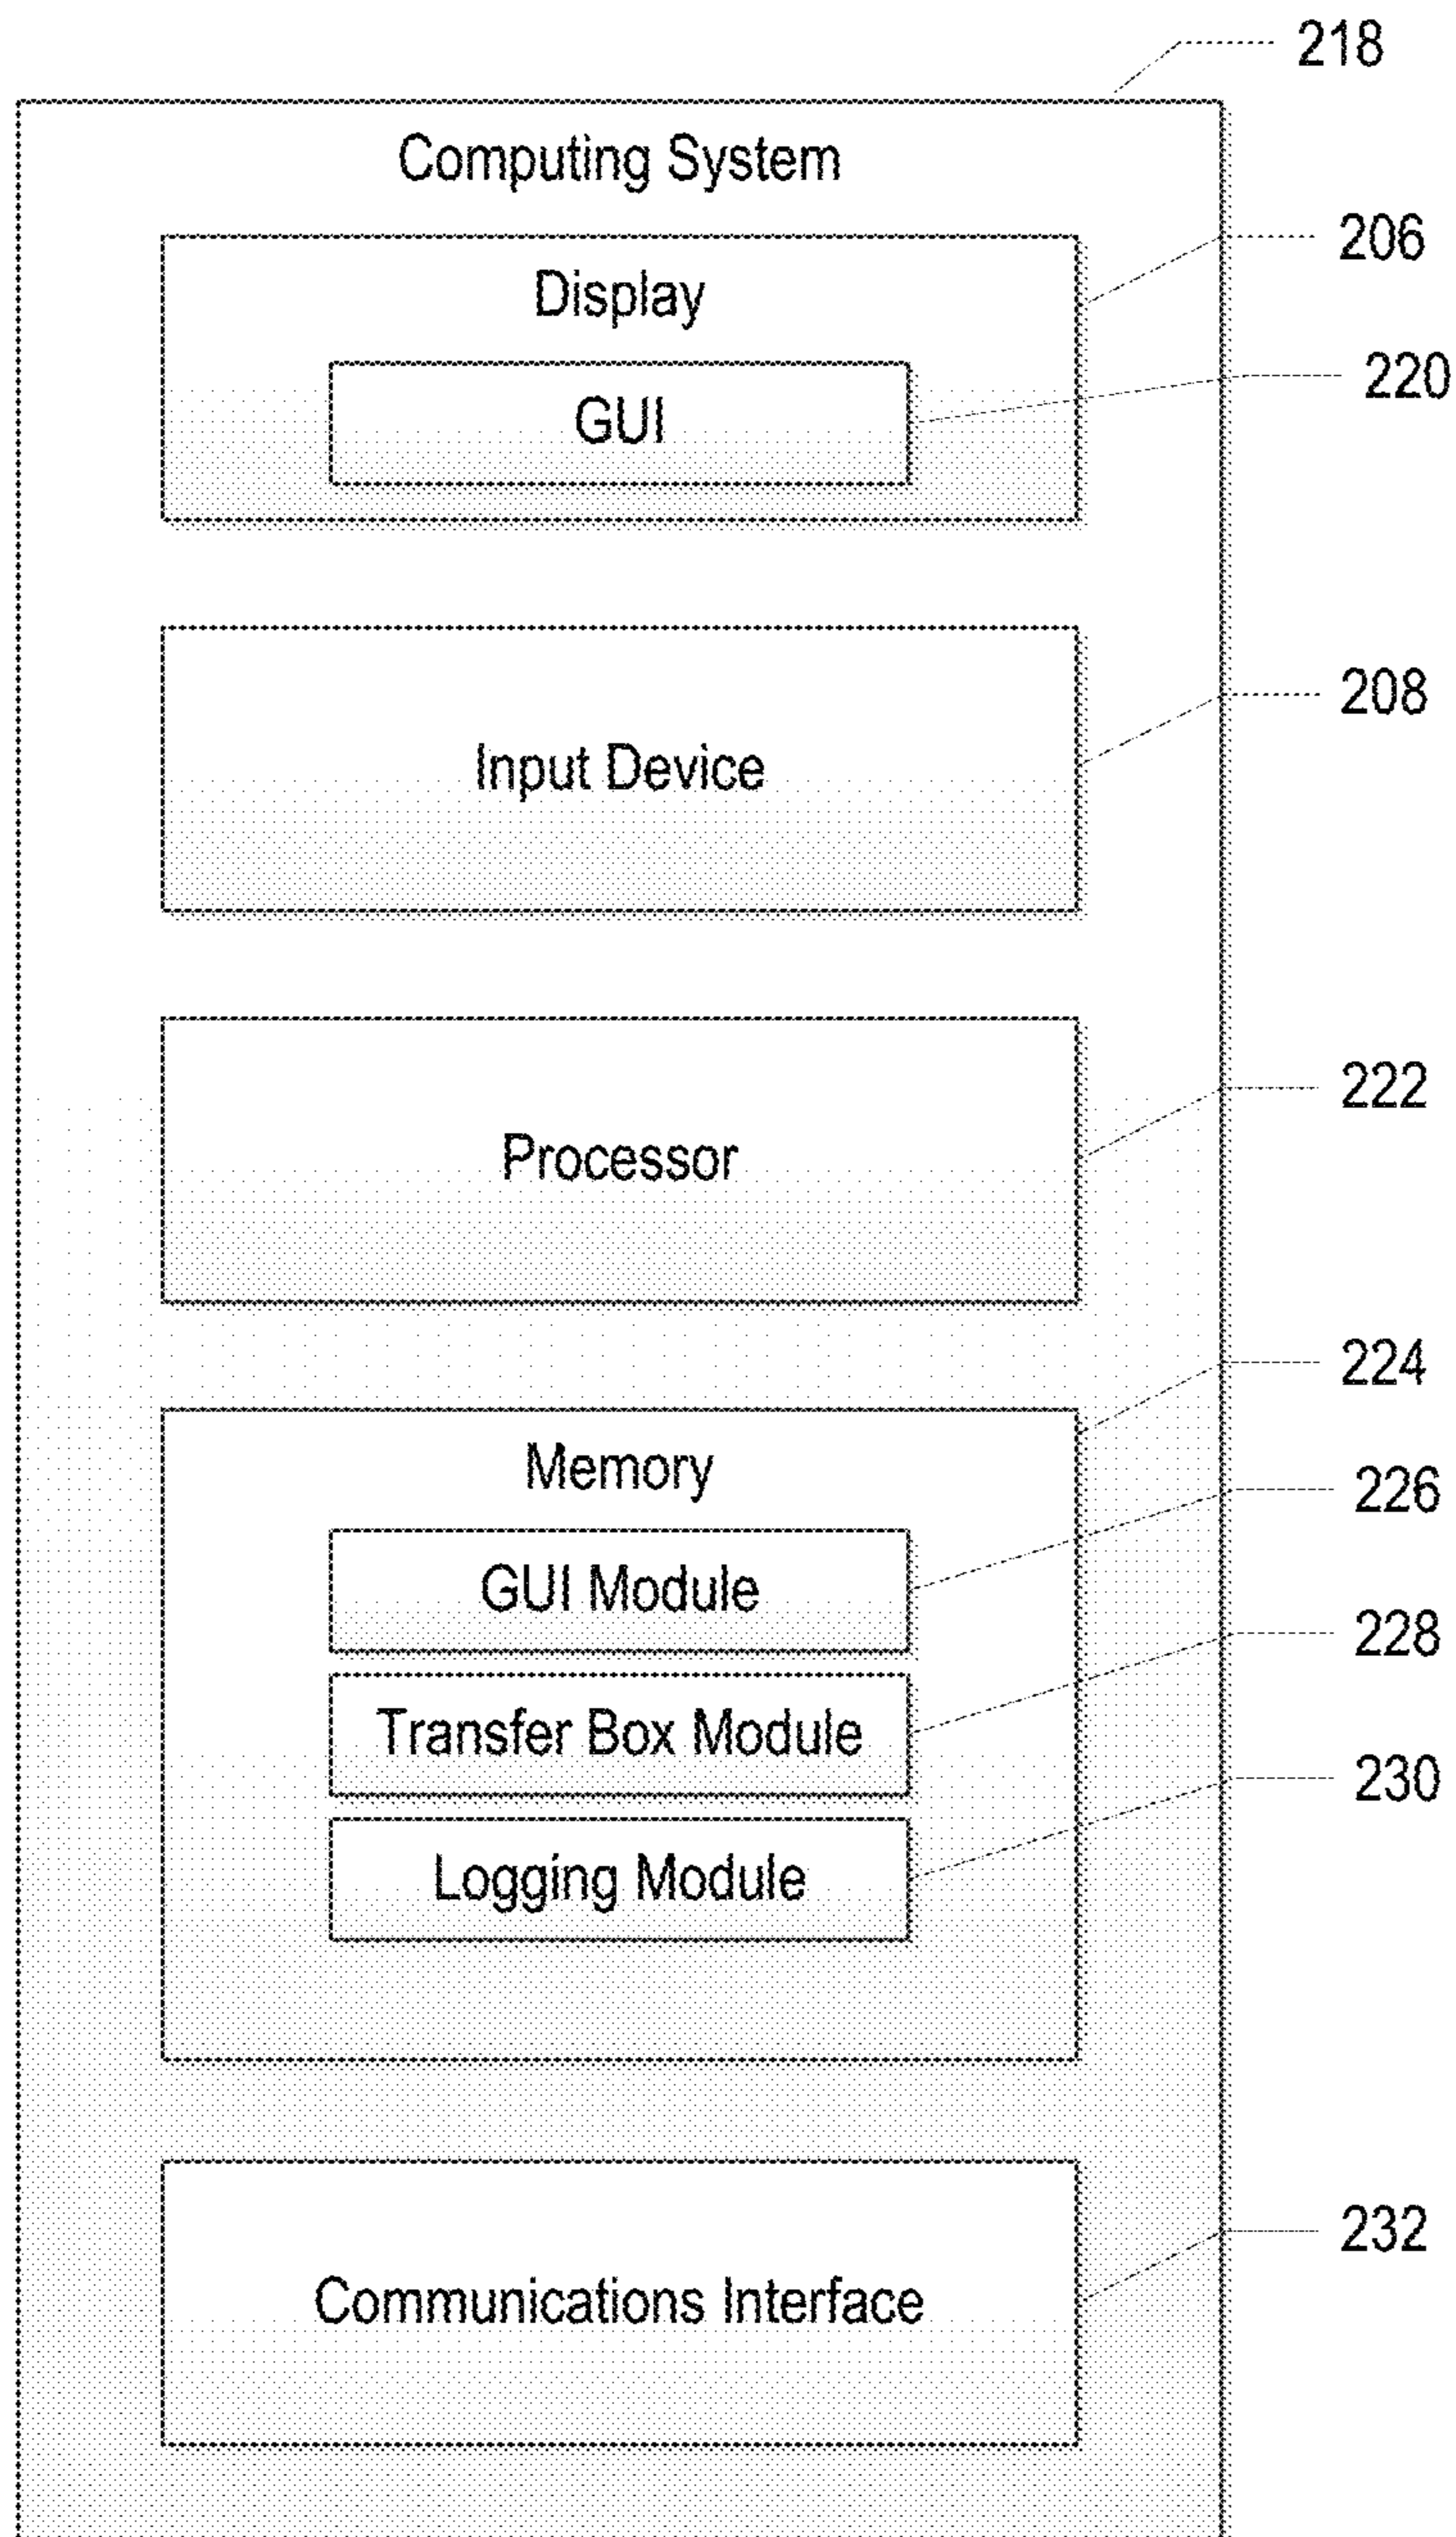 218
Computing System
206
Display
220
GUI
208
Input Device
222
Processor
224
Memory
226
GUI Module
228
Transfer Box Module
230
Logging Module
232
Communications Interface